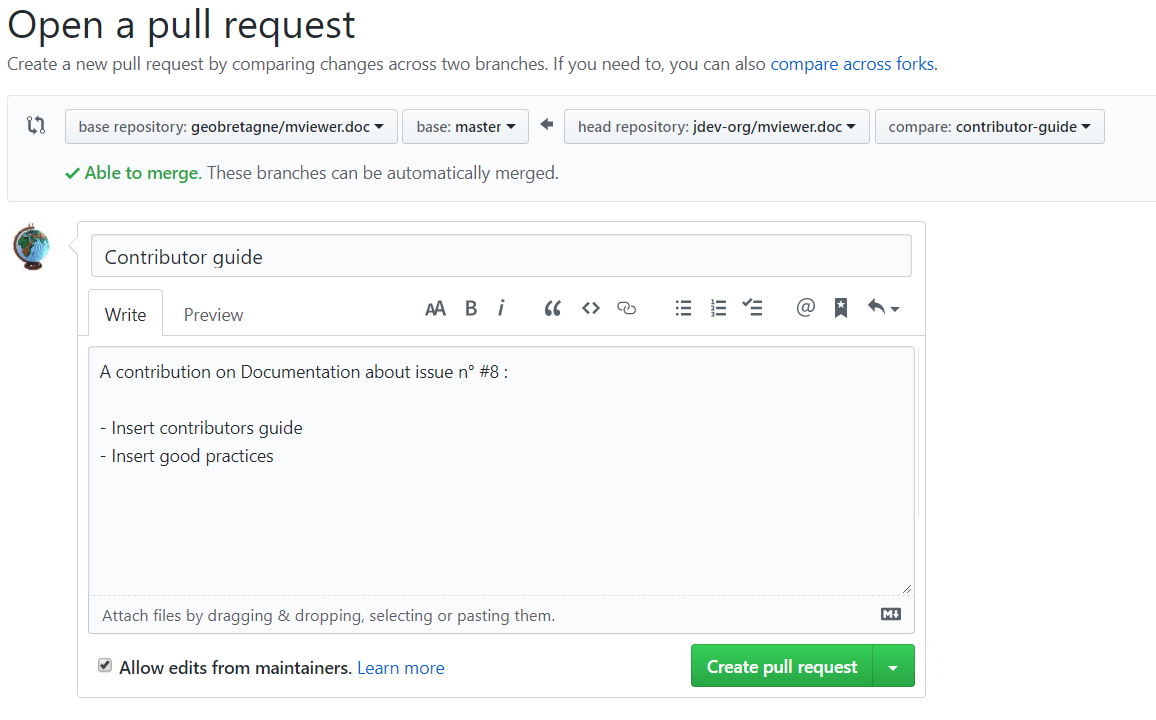 Open a pull request
Create a new pull request by comparing changes across two branches. If you need to, you can also compare across forks.
base repository: geobretagne/mviewer.doc base: master head repository: jdev-org/mviewer.doc compare: contributor-guide
Able to merge. These branches can be automatically merged.
Contributor guide
Write Preview AA B i
A contribution on Documentation about issue n° #8 :
- Insert contributors guide
- Insert good practices
Attach files by dragging & dropping, selecting or pasting them.
Allow edits from maintainers. Learn more Create pull request